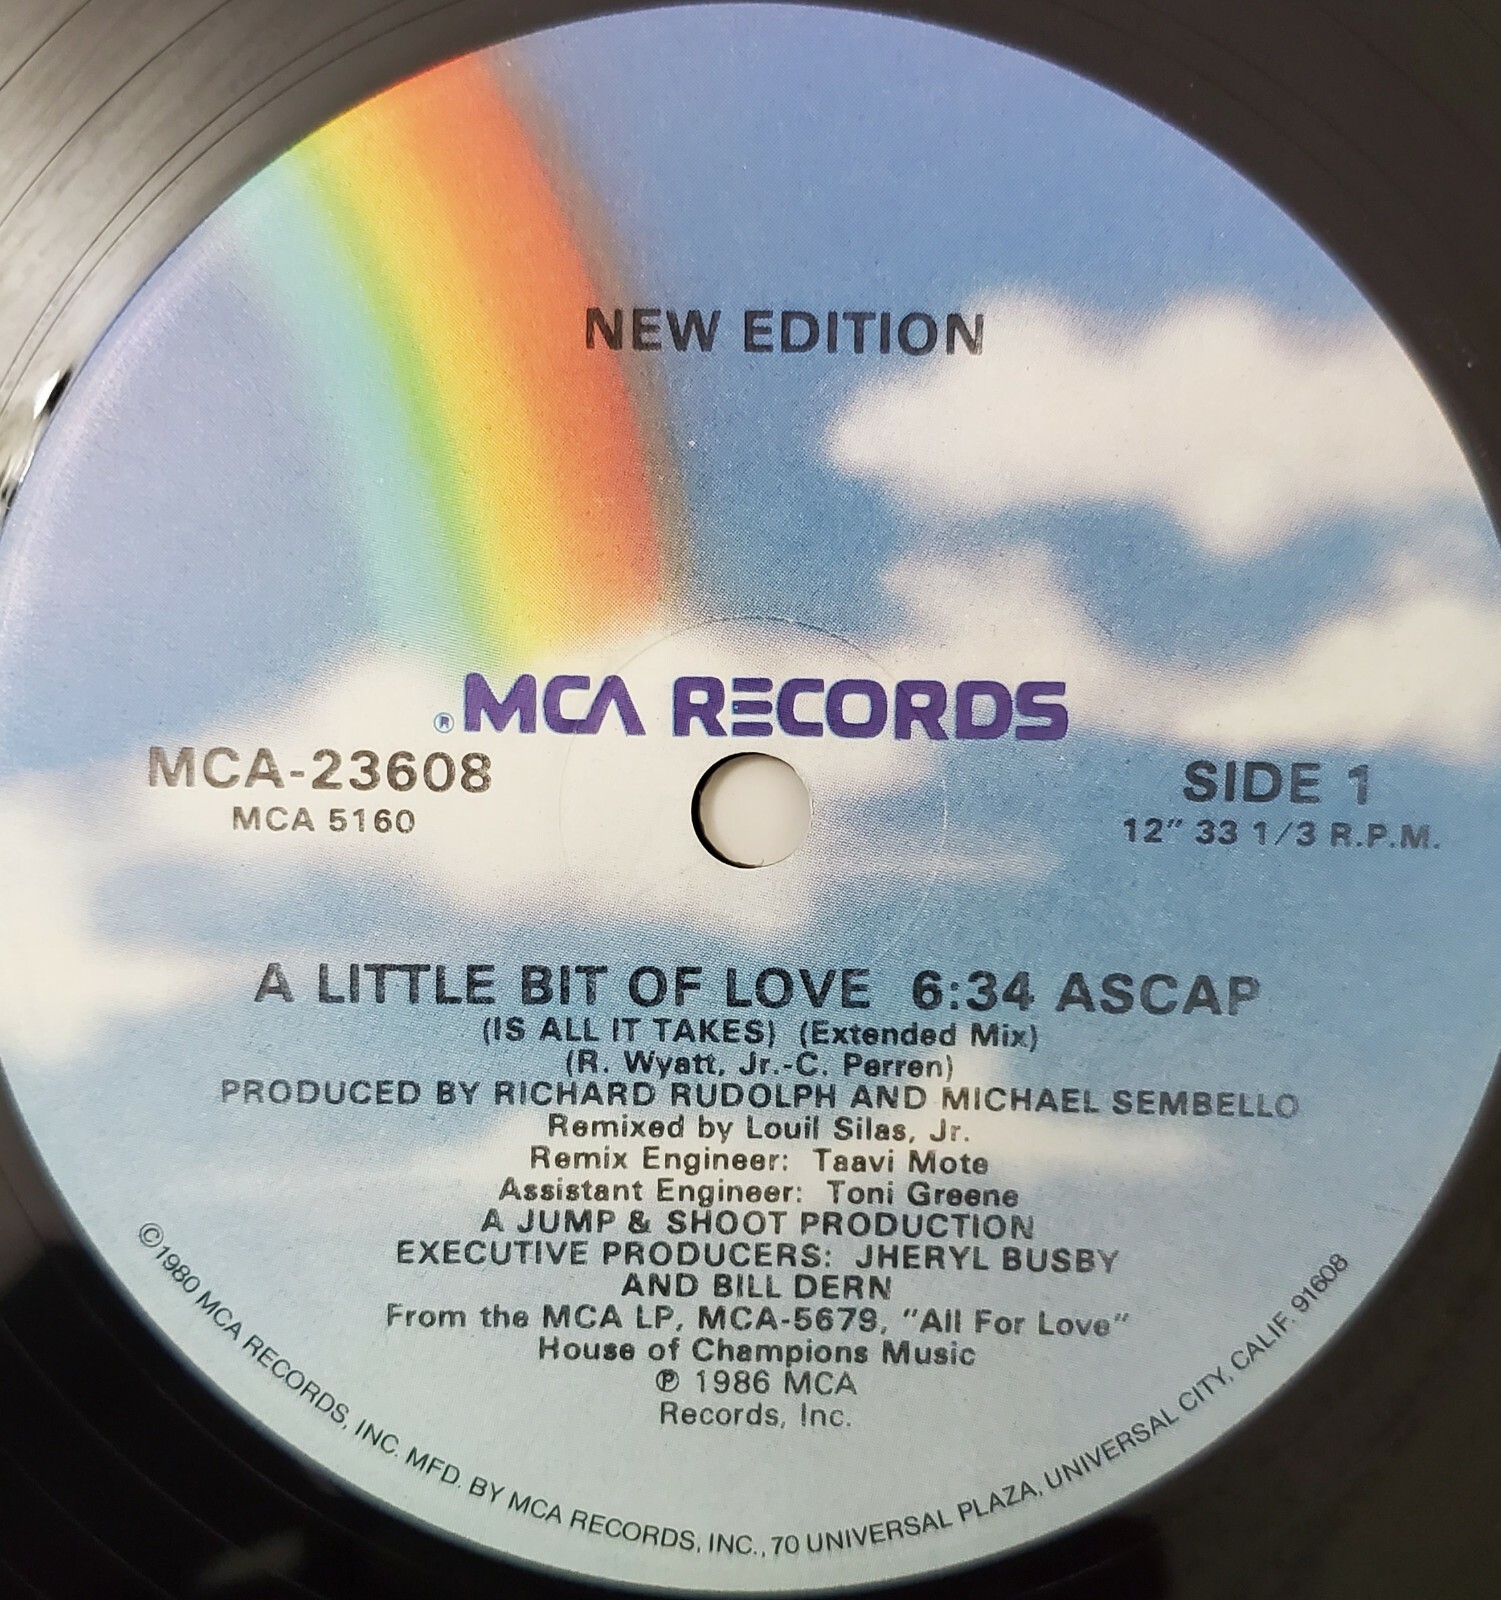 NEW EDITION
® MCA RECORDS
MCA-23608
MCA 5160
SIDE 1
12" 33 1/3 R.P.M.
A LITTLE BIT OF LOVE 6:34 ASCAP
(IS ALL IT TAKES) (Extended Mix)
(R. Wyatt, Jr.-C. Perren)
PRODUCED BY RICHARD RUDOLPH AND MICHAEL SEMBELLO
Remixed by Louil Silas, Jr.
Remix Engineer: Taavi Mote
Assistant Engineer: Toni Greene
A JUMP & SHOOT PRODUCTION
EXECUTIVE PRODUCERS: JHERYL BUSBY
AND BILL DERN
From the MCA LP, MCA-5679, "All For Love"
House of Champions Music
℗ 1986 MCA
Records, Inc.
©1980 MCA RECORDS, INC. MFD. BY MCA RECORDS, INC., 70 UNIVERSAL PLAZA, UNIVERSAL CITY, CALIF. 91608